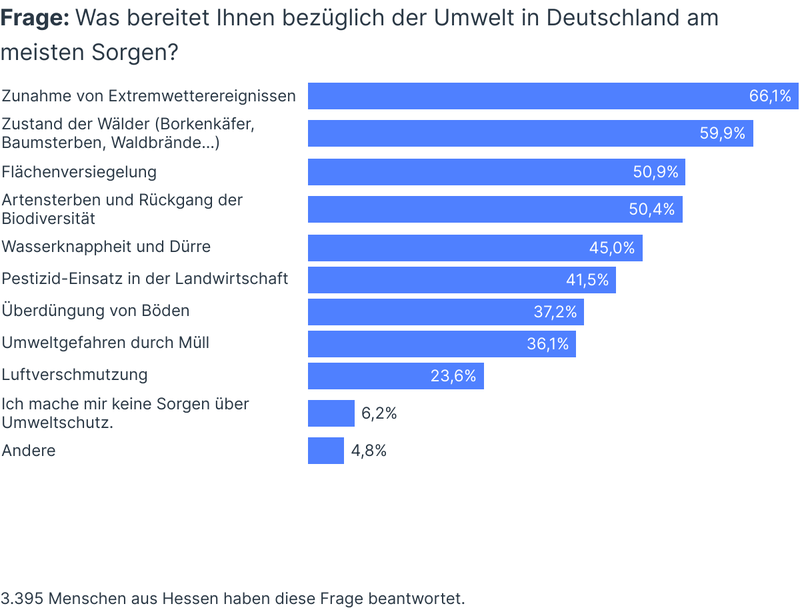 Frage: Was bereitet Ihnen bezüglich der Umwelt in Deutschland am
meisten Sorgen?
Zunahme von Extremwetterereignissen 66,1%
Zustand der Wälder (Borkenkäfer,
Baumsterben, Waldbrände...) 59,9%
Flächenversiegelung 50,9%
Artensterben und Rückgang der
Biodiversität 50,4%
Wasserknappheit und Dürre 45,0%
Pestizid-Einsatz in der Landwirtschaft 41,5%
Überdüngung von Böden 37,2%
Umweltgefahren durch Müll 36,1%
Luftverschmutzung 23,6%
Ich mache mir keine Sorgen über
Umweltschutz. 6,2%
Andere 4,8%
3.395 Menschen aus Hessen haben diese Frage beantwortet.